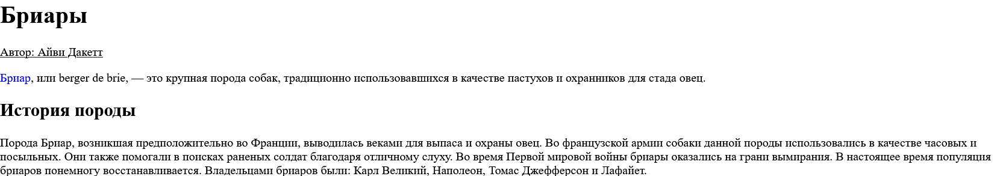 Бриары
Автор: Айви Дакетт
Бриар, или berger de brie, — это крупная порода собак, традиционно использовавшихся в качестве пастухов и охранников для стада овец.
История породы
Порода Бриар, возникшая предположительно во Франции, выводилась веками для выпаса и охраны овец. Во французской армии собаки данной породы использовались в качестве часовых и
посыльных. Они также помогали в поисках раненых солдат благодаря отличному слуху. Во время Первой мировой войны бриары оказались на грани вымирания. В настоящее время популяция
бриаров понемногу восстанавливается. Владельцами бриаров были: Карл Великий, Наполеон, Томас Джефферсон и Лафайет.